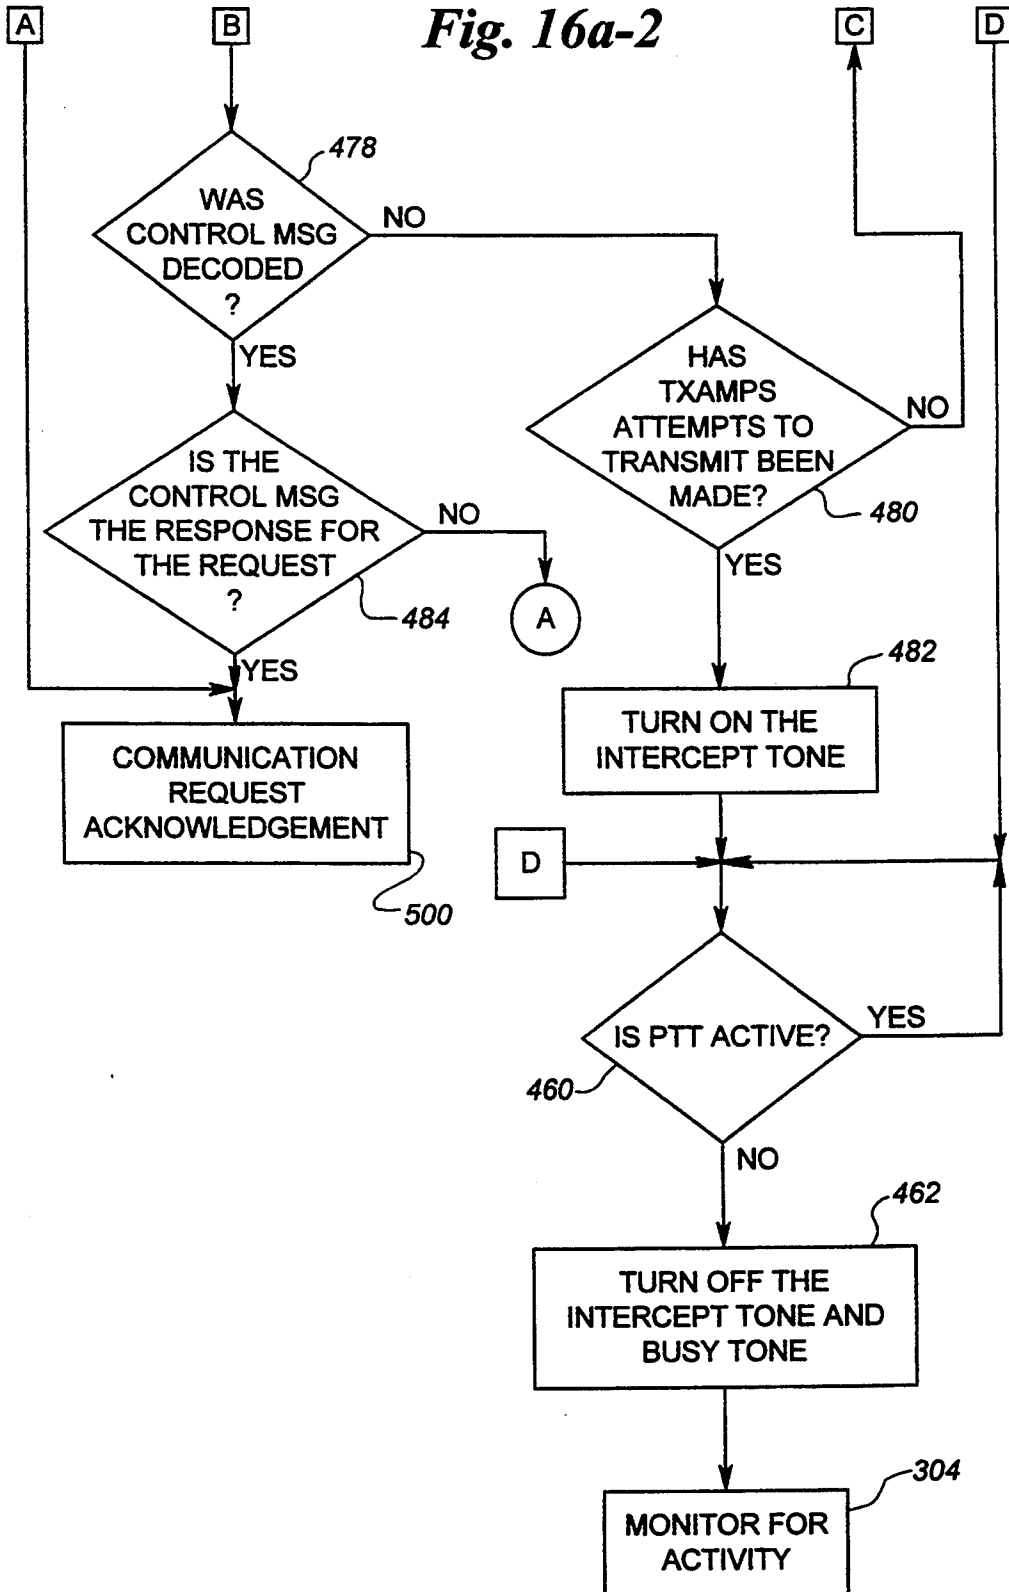 A
B
Fig. 16a-2
C
D
478
WAS
CONTROL MSG
DECODED
?
NO
YES
HAS
TXAMPS
ATTEMPTS TO
TRANSMIT BEEN
MADE?
NO
480
YES
IS THE
CONTROL MSG
THE RESPONSE FOR
THE REQUEST
?
NO
484
A
YES
COMMUNICATION
REQUEST
ACKNOWLEDGEMENT
500
482
TURN ON THE
INTERCEPT TONE
D
IS PTT ACTIVE?
YES
460
NO
462
TURN OFF THE
INTERCEPT TONE AND
BUSY TONE
304
MONITOR FOR
ACTIVITY